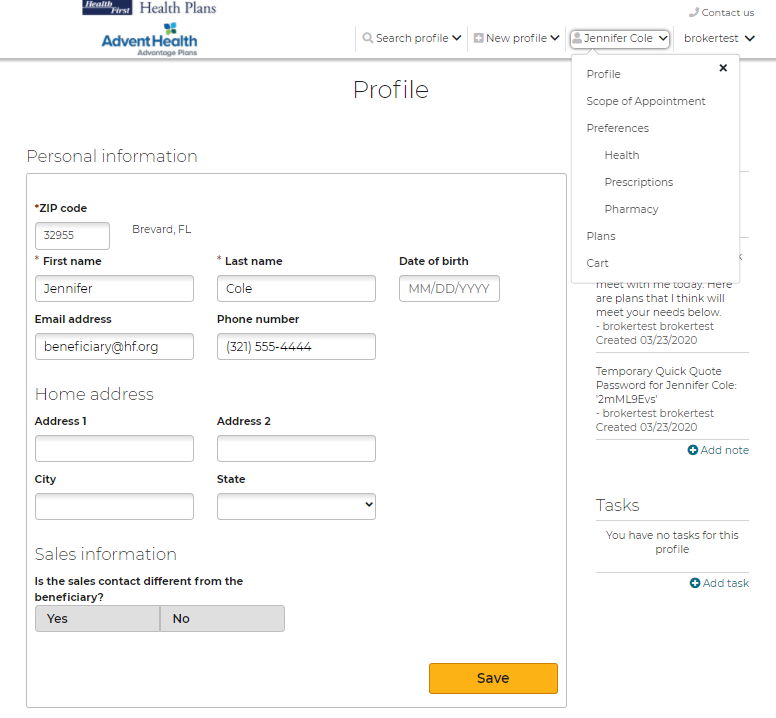 Health First Health Plans
AdventHealth
Advantage Plans
Contact us
Search profile
New profile
Jennifer Cole
brokertest
Profile
Scope of Appointment
Preferences
Health
Prescriptions
Pharmacy
Plans
Cart
Profile
Personal information
*ZIP code
32955
Brevard, FL
* First name
* Last name
Date of birth
Jennifer
Cole
MM/DD/YYYY
Email address
Phone number
beneficiary@hf.org
(321) 555-4444
Home address
Address 1
Address 2
City
State
Sales information
Is the sales contact different from the
beneficiary?
Yes
No
Save
meet with me today. Here
are plans that I think will
meet your needs below.
- brokertest brokertest
Created 03/23/2020
Temporary Quick Quote
Password for Jennifer Cole:
'2mML9Evs'
- brokertest brokertest
Created 03/23/2020
Add note
Tasks
You have no tasks for this
profile
Add task